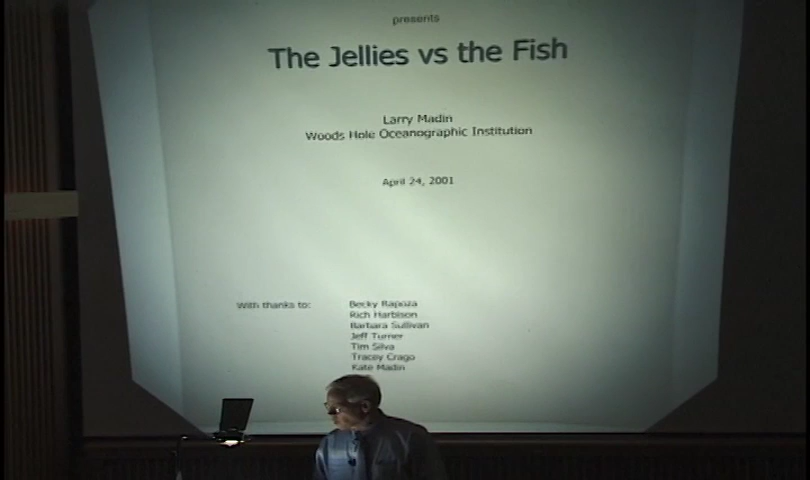 presents
The Jellies vs the Fish
Larry Madin
Woods Hole Oceanographic Institution
April 24, 2001
With thanks to:
Becky Rapoza
Rich Harbison
Barbara Sullivan
Jeff Turner
Tim Silva
Tracey Crago
Kate Madin